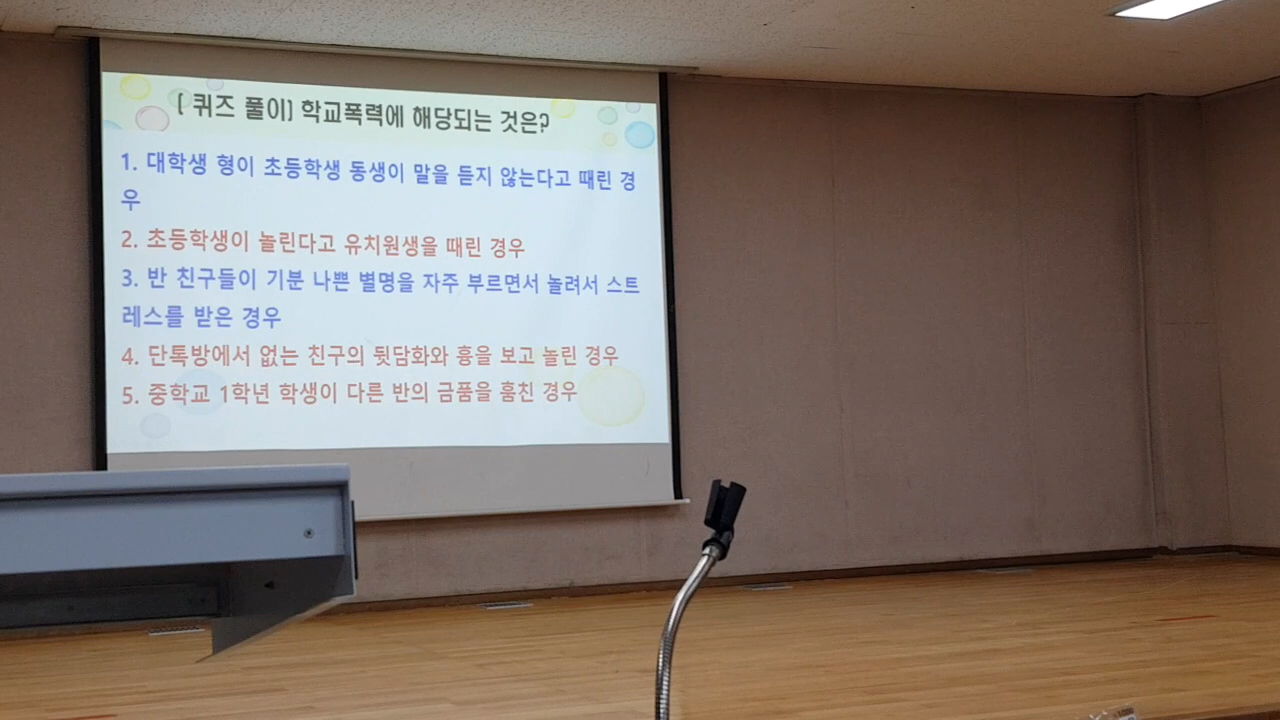 [ 퀴즈 풀이] 학교폭력에 해당되는 것은?
1. 대학생 형이 초등학생 동생이 말을 듣지 않는다고 때린 경
우
2. 초등학생이 놀린다고 유치원생을 때린 경우
3. 반 친구들이 기분 나쁜 별명을 자주 부르면서 놀려서 스트
레스를 받은 경우
4. 단톡방에서 없는 친구의 뒷담화와 흉을 보고 놀린 경우
5. 중학교 1학년 학생이 다른 반의 금품을 훔친 경우